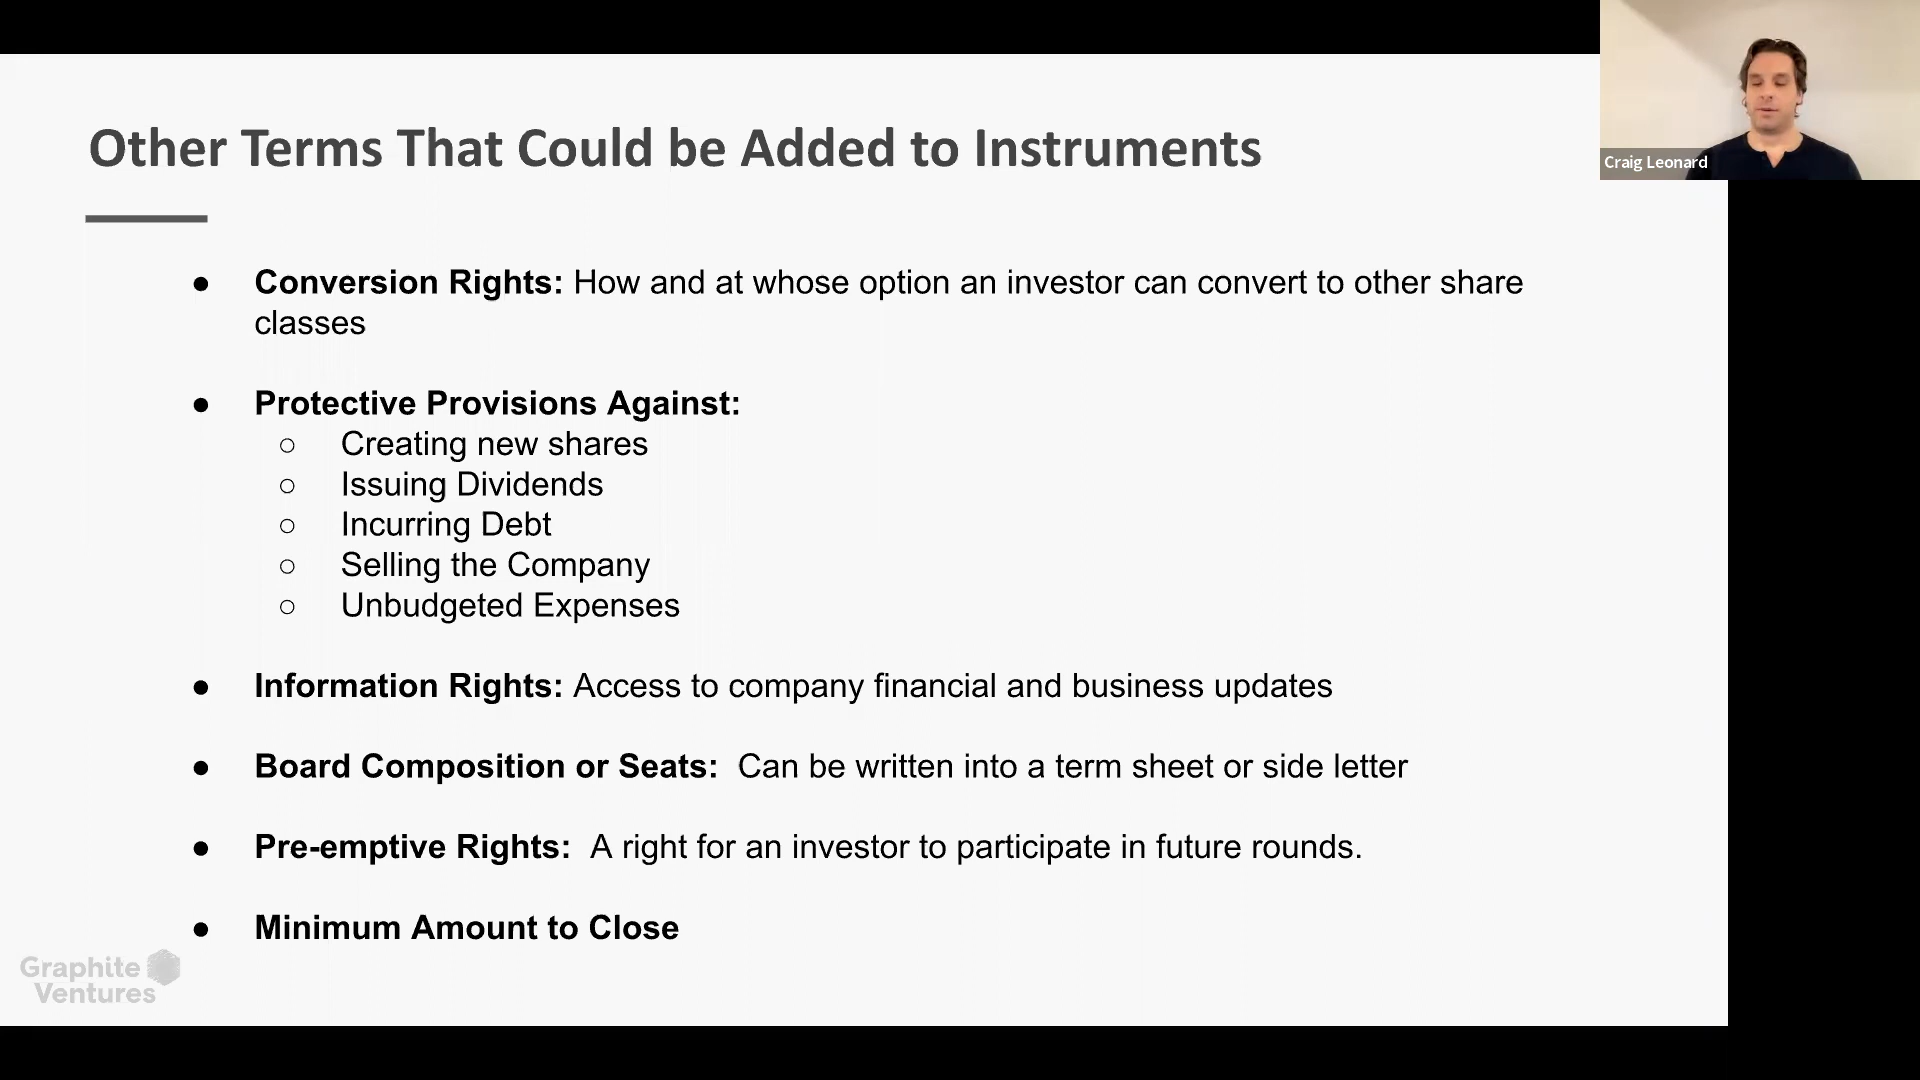 Other Terms That Could be Added to Instruments
● Conversion Rights: How and at whose option an investor can convert to other share
classes
● Protective Provisions Against:
○ Creating new shares
○ Issuing Dividends
○ Incurring Debt
○ Selling the Company
○ Unbudgeted Expenses
● Information Rights: Access to company financial and business updates
● Board Composition or Seats: Can be written into a term sheet or side letter
● Pre-emptive Rights: A right for an investor to participate in future rounds.
● Minimum Amount to Close
Graphite
Ventures
Craig Leonard